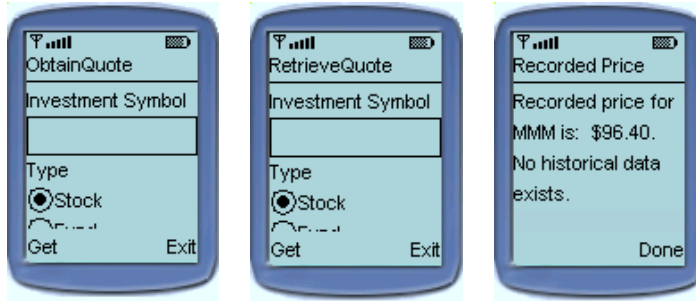 ObtainQuote
Investment Symbol
Type
Stock
Get Exit
RetrieveQuote
Investment Symbol
Type
Stock
Get Exit
Recorded Price
Recorded price for
MMM is: $96.40.
No historical data
exists.
Done